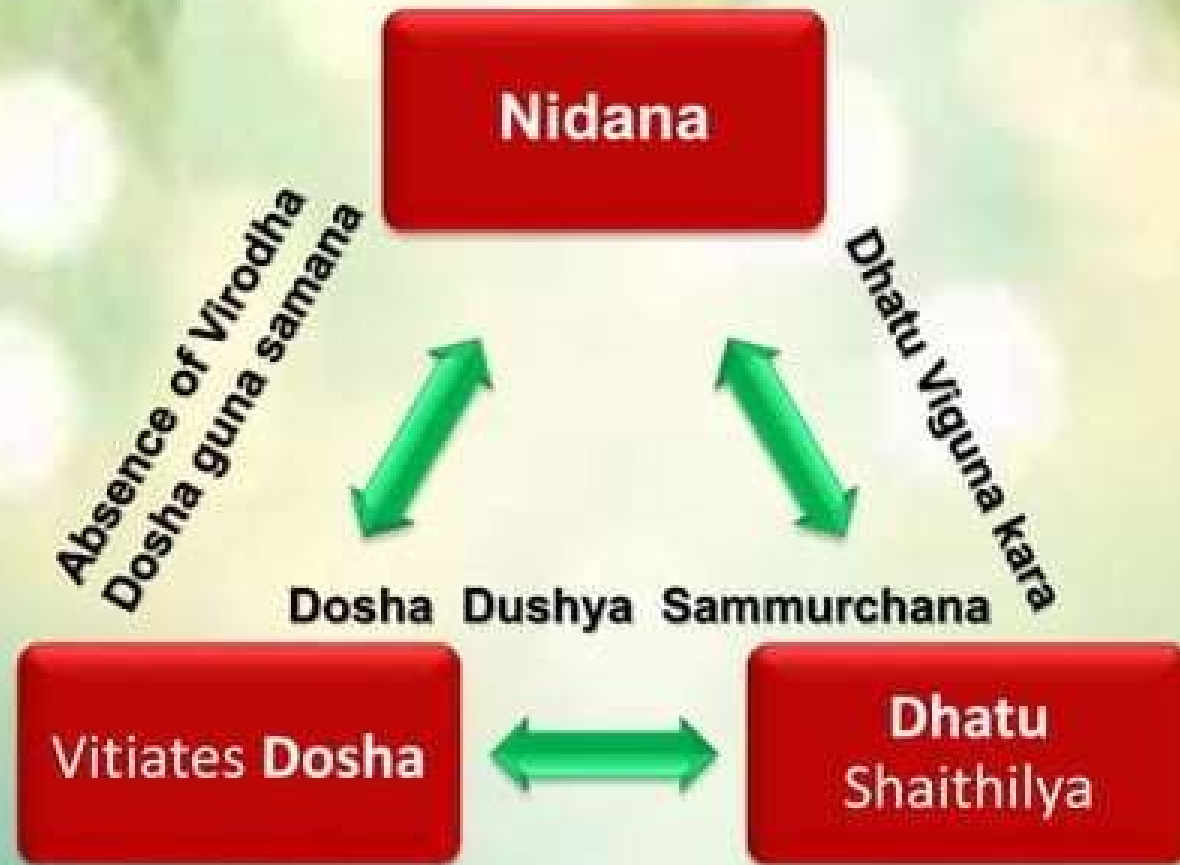 Nidana
Absence of Virodha
Dosha guna samana
Dhatu Viguna kara
Dosha Dushya Sammurchana
Vitiates Dosha
Dhatu
Shaithilya